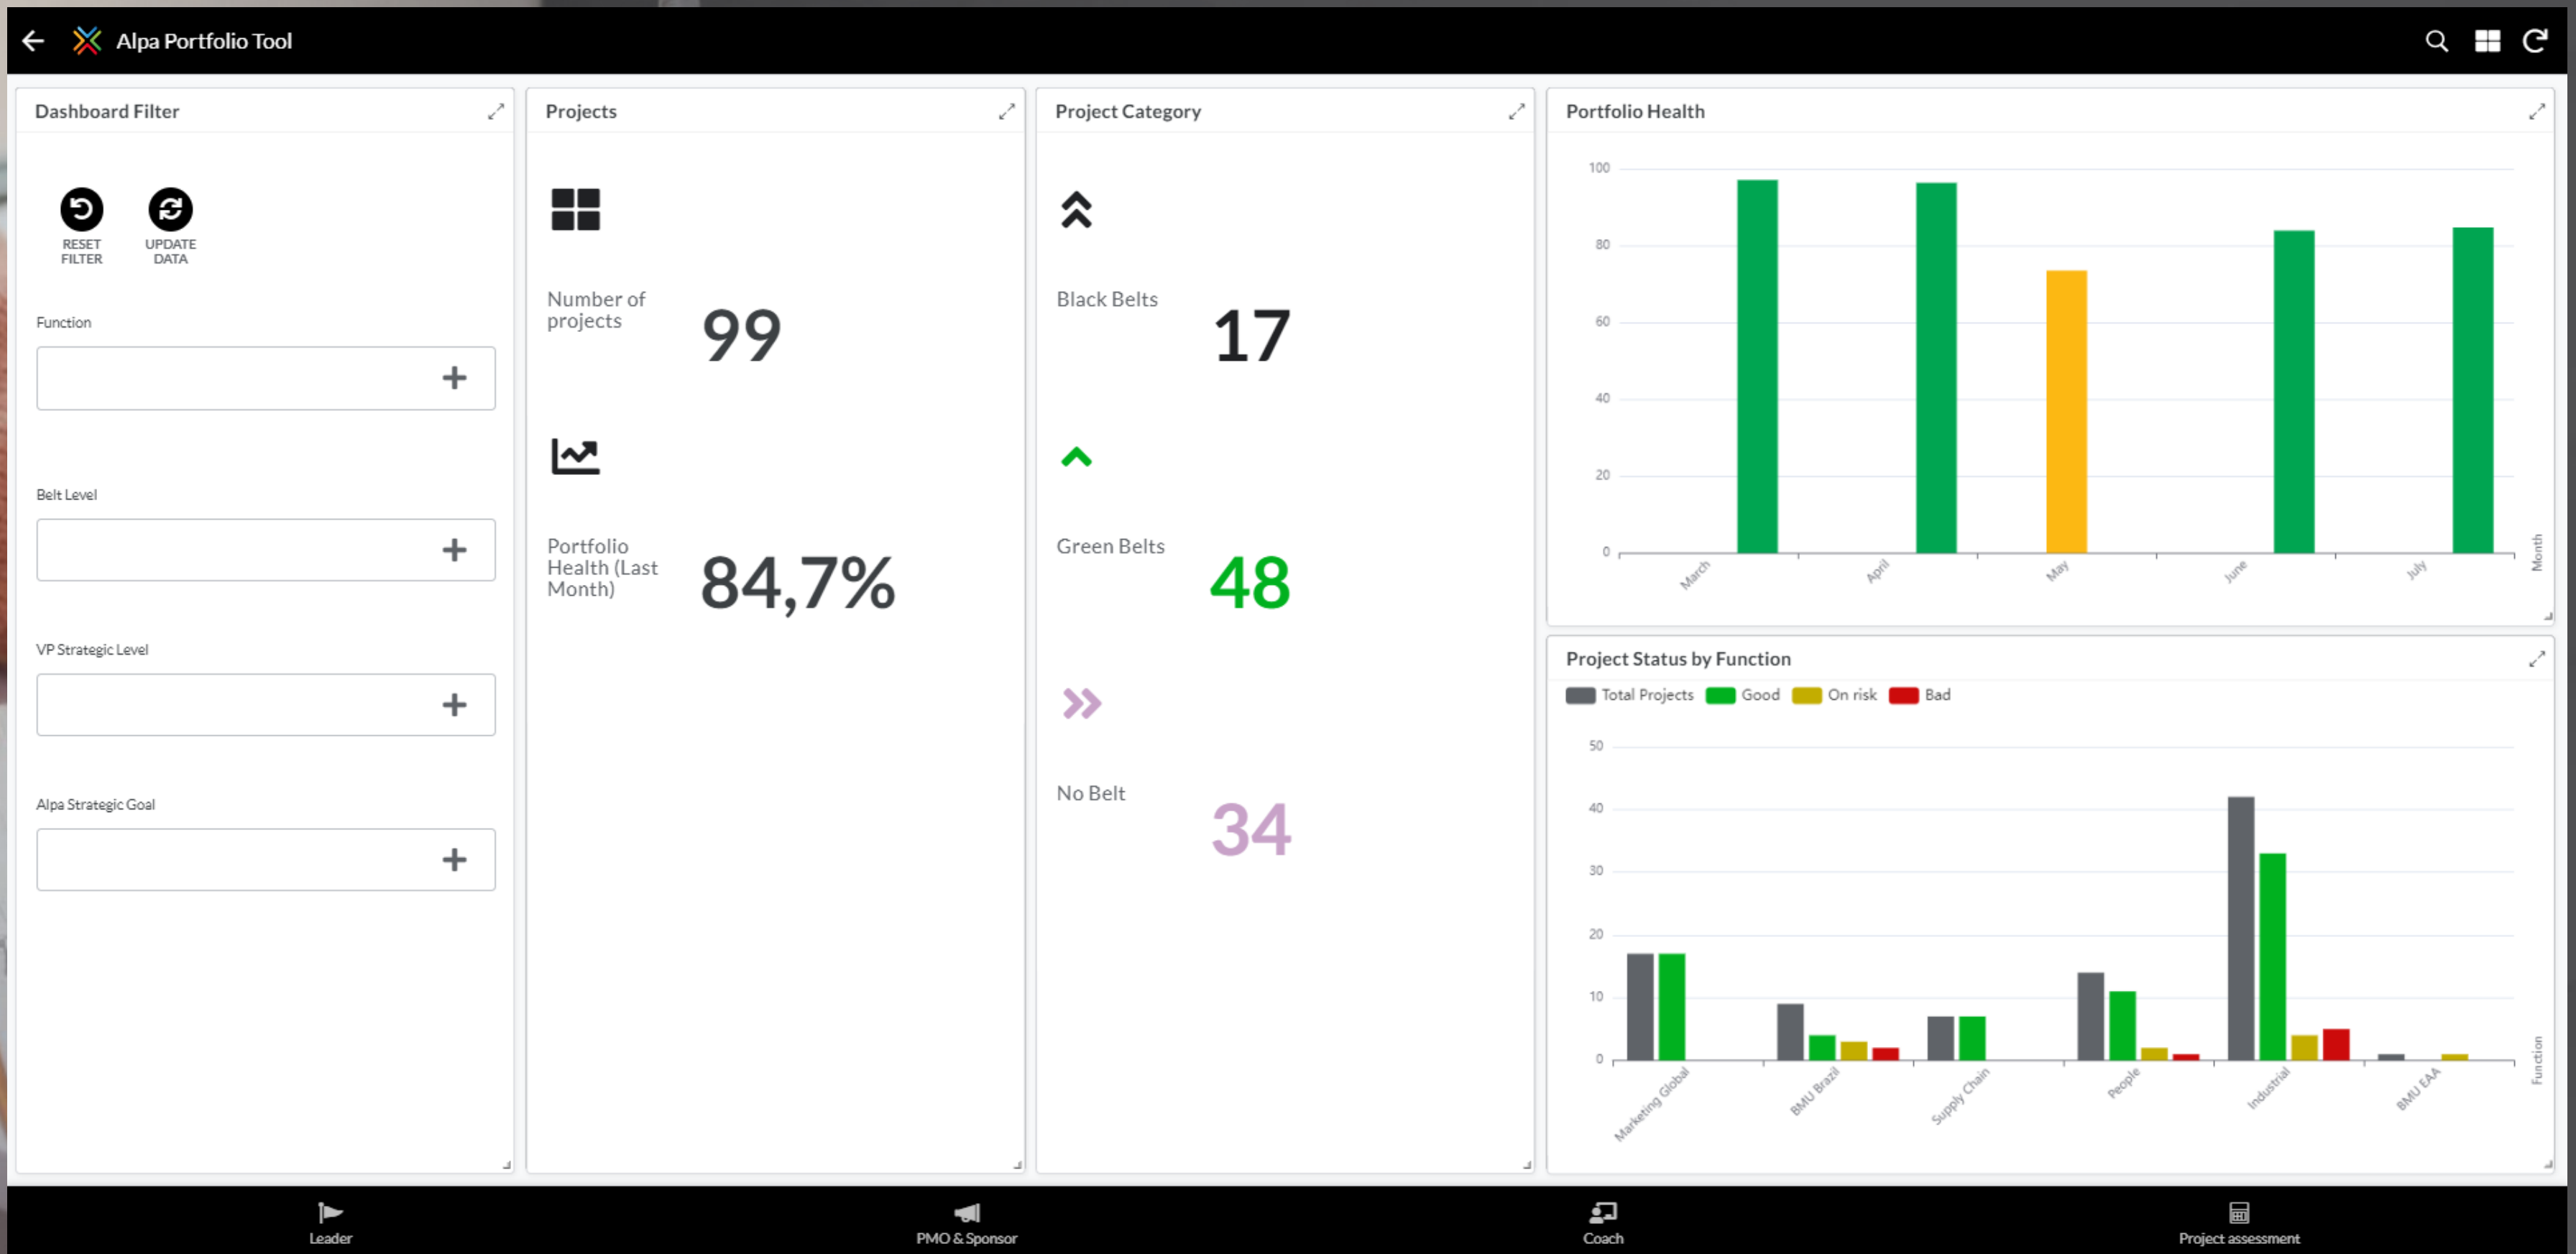 Alpa Portfolio Tool
Dashboard Filter
RESET
FILTER
UPDATE
DATA
Function
Belt Level
VP Strategic Level
Alpa Strategic Goal
Projects
Number of
projects
99
Portfolio
Health (Last
Month)
84,7%
Project Category
Black Belts
17
Green Belts
48
No Belt
34
Portfolio Health
100
80
60
40
20
0
March
April
May
June
July
Month
Project Status by Function
Total Projects
Good
On risk
Bad
50
40
30
20
10
0
Marketing Global
BMU Brazil
Supply Chain
People
Industrial
BMU EAA
Function
Leader
PMO & Sponsor
Coach
Project assessment